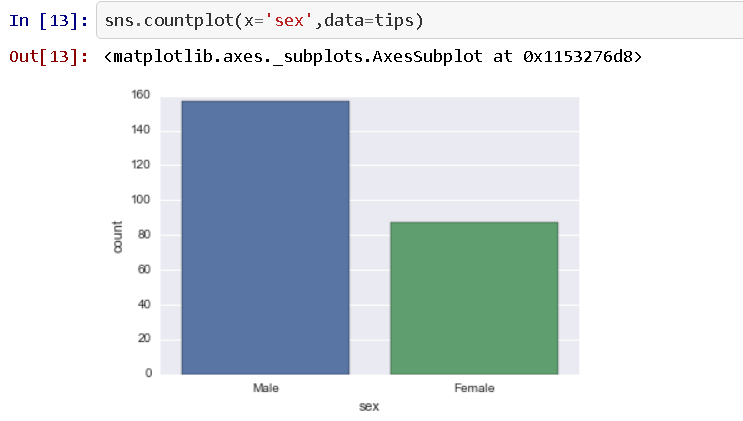 In [13]: sns.countplot(x='sex',data=tips)
Out[13]: <matplotlib.axes._subplots.AxesSubplot at 0x1153276d8>
160
140
120
100
80
60
40
20
0
count
Male Female
sex